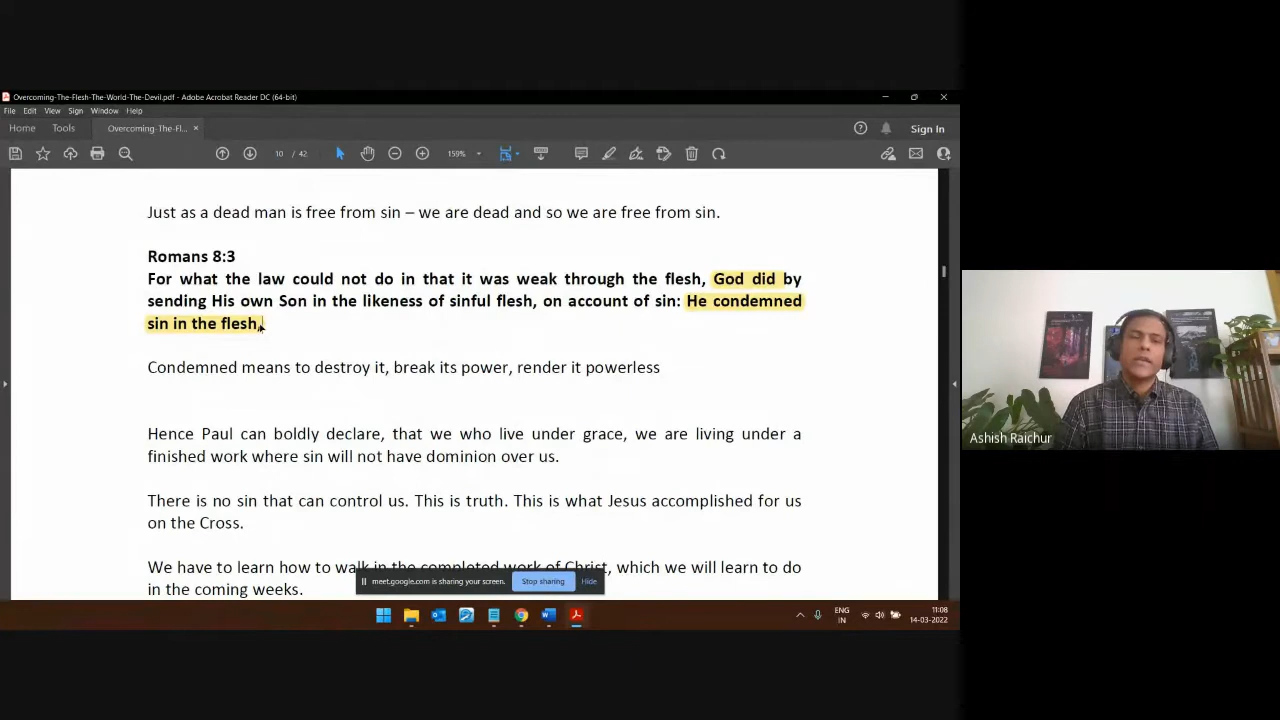 Overcoming-The-Flesh-The-World-The-Devil.pdf - Adobe Acrobat Reader DC (64-bit)
File Edit View Sign Window Help
Home Tools Overcoming-The-Fl... × Sign In
10 / 42 159%
Just as a dead man is free from sin – we are dead and so we are free from sin.
Romans 8:3
For what the law could not do in that it was weak through the flesh, God did by
sending His own Son in the likeness of sinful flesh, on account of sin: He condemned
sin in the flesh,
Condemned means to destroy it, break its power, render it powerless
Hence Paul can boldly declare, that we who live under grace, we are living under a
finished work where sin will not have dominion over us.
There is no sin that can control us. This is truth. This is what Jesus accomplished for us
on the Cross.
We have to learn how to walk in the completed work of Christ, which we will learn to do
in the coming weeks.
meet.google.com is sharing your screen. Stop sharing Hide
ENG
IN
11:08
14-03-2022
Ashish Raichur